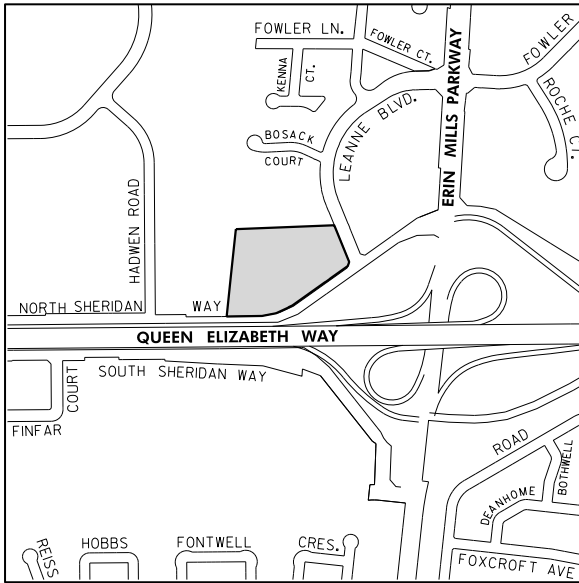 FOWLER LN.
FOWLER CT.
FOWLER
KENNA
CT.
ROCHE CT.
BOSACK
COURT
LEANNE BLVD.
ERIN MILLS PARKWAY
HADWEN ROAD
NORTH SHERIDAN WAY
QUEEN ELIZABETH WAY
SOUTH SHERIDAN WAY
COURT
FINFAR
ROAD
DEANHOME
BOTHWELL
REISS
HOBBS
FONTWELL
CRES.
FOXCROFT AVE